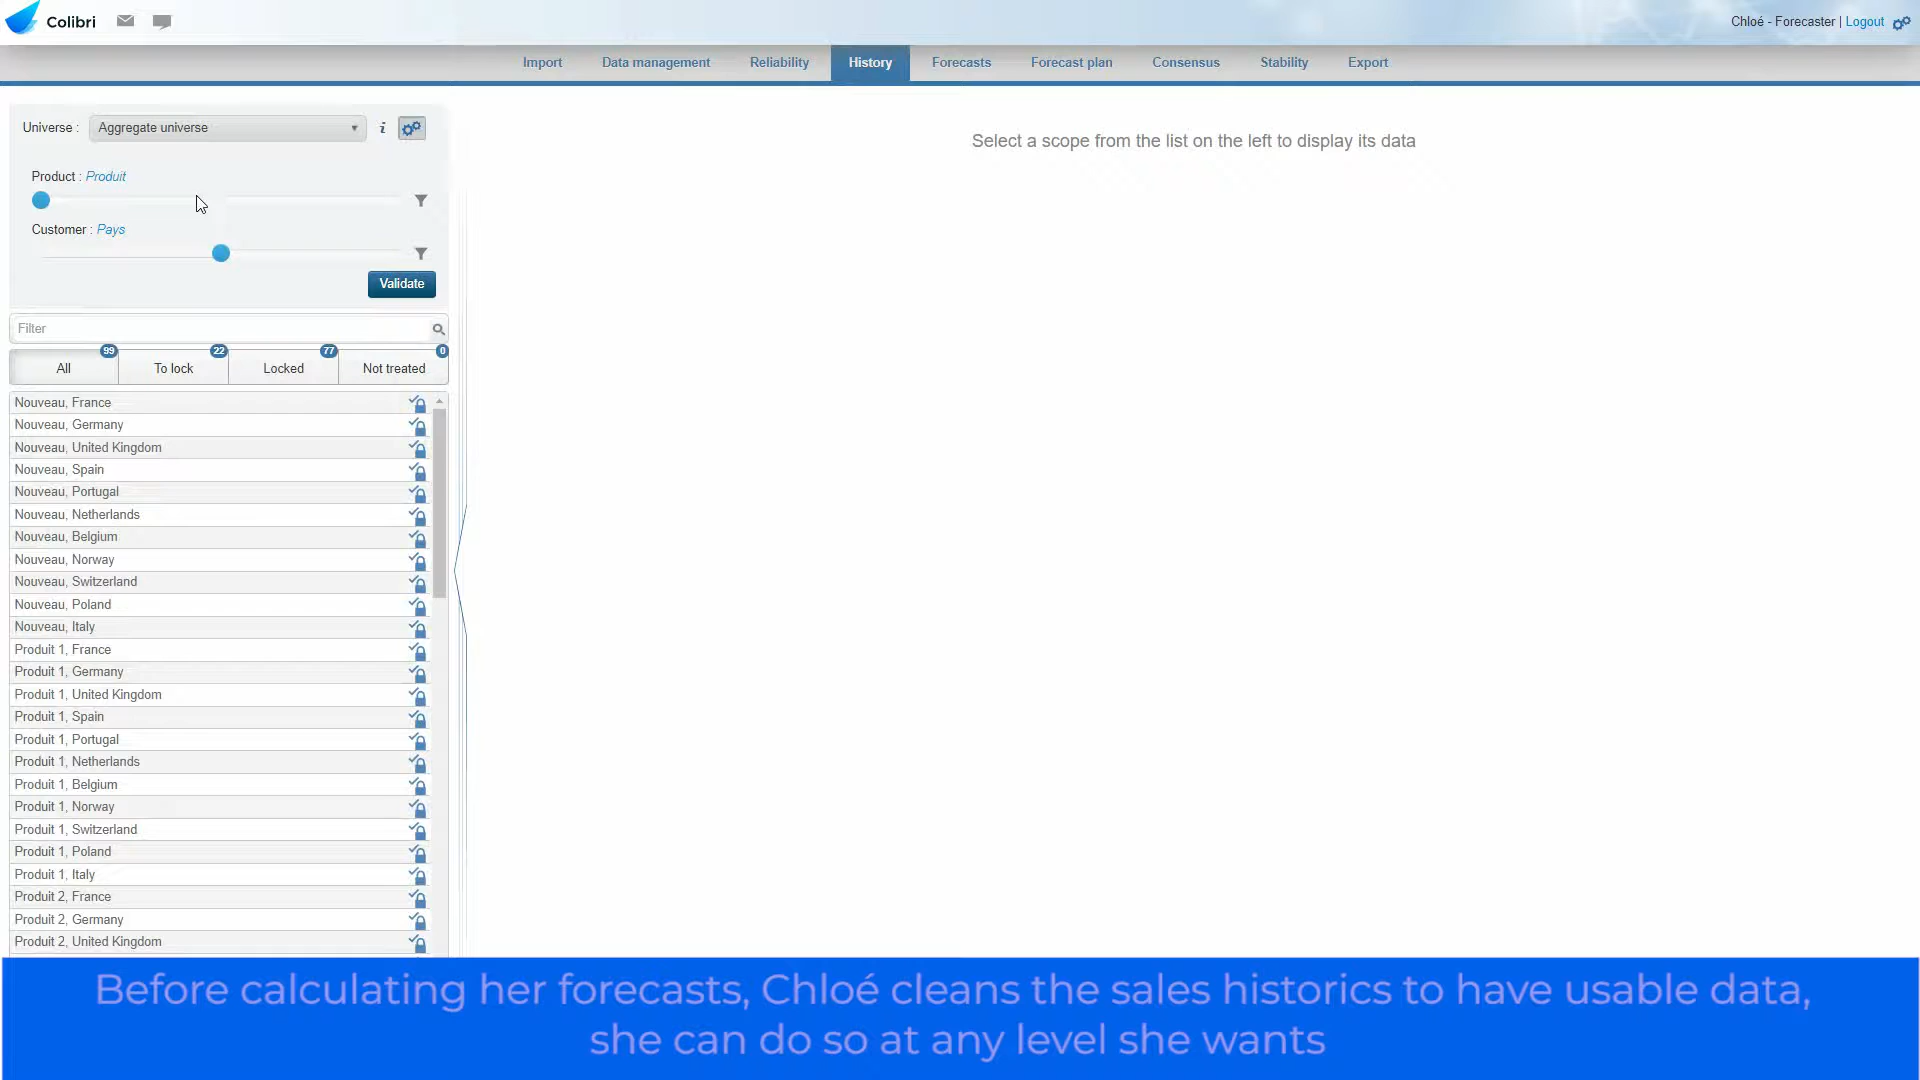 Colibri
Chloé - Forecaster | Logout
Import Data management Reliability History Forecasts Forecast plan Consensus Stability Export
Universe : Aggregate universe i
Select a scope from the list on the left to display its data
Product : Produit
Customer : Pays
Validate
Filter
All 99 To lock 22 Locked 77 Not treated 0
Nouveau, France
Nouveau, Germany
Nouveau, United Kingdom
Nouveau, Spain
Nouveau, Portugal
Nouveau, Netherlands
Nouveau, Belgium
Nouveau, Norway
Nouveau, Switzerland
Nouveau, Poland
Nouveau, Italy
Produit 1, France
Produit 1, Germany
Produit 1, United Kingdom
Produit 1, Spain
Produit 1, Portugal
Produit 1, Netherlands
Produit 1, Belgium
Produit 1, Norway
Produit 1, Switzerland
Produit 1, Poland
Produit 1, Italy
Produit 2, France
Produit 2, Germany
Produit 2, United Kingdom
Before calculating her forecasts, Chloé cleans the sales historics to have usable data,
she can do so at any level she wants